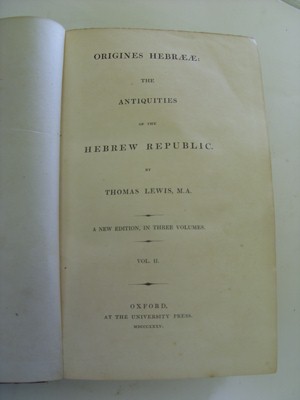 ORIGINES HEBRÆÆ:
THE
ANTIQUITIES
OF THE
HEBREW REPUBLIC.
BY
THOMAS LEWIS, M.A.
A NEW EDITION, IN THREE VOLUMES.
VOL. II.
OXFORD,
AT THE UNIVERSITY PRESS.